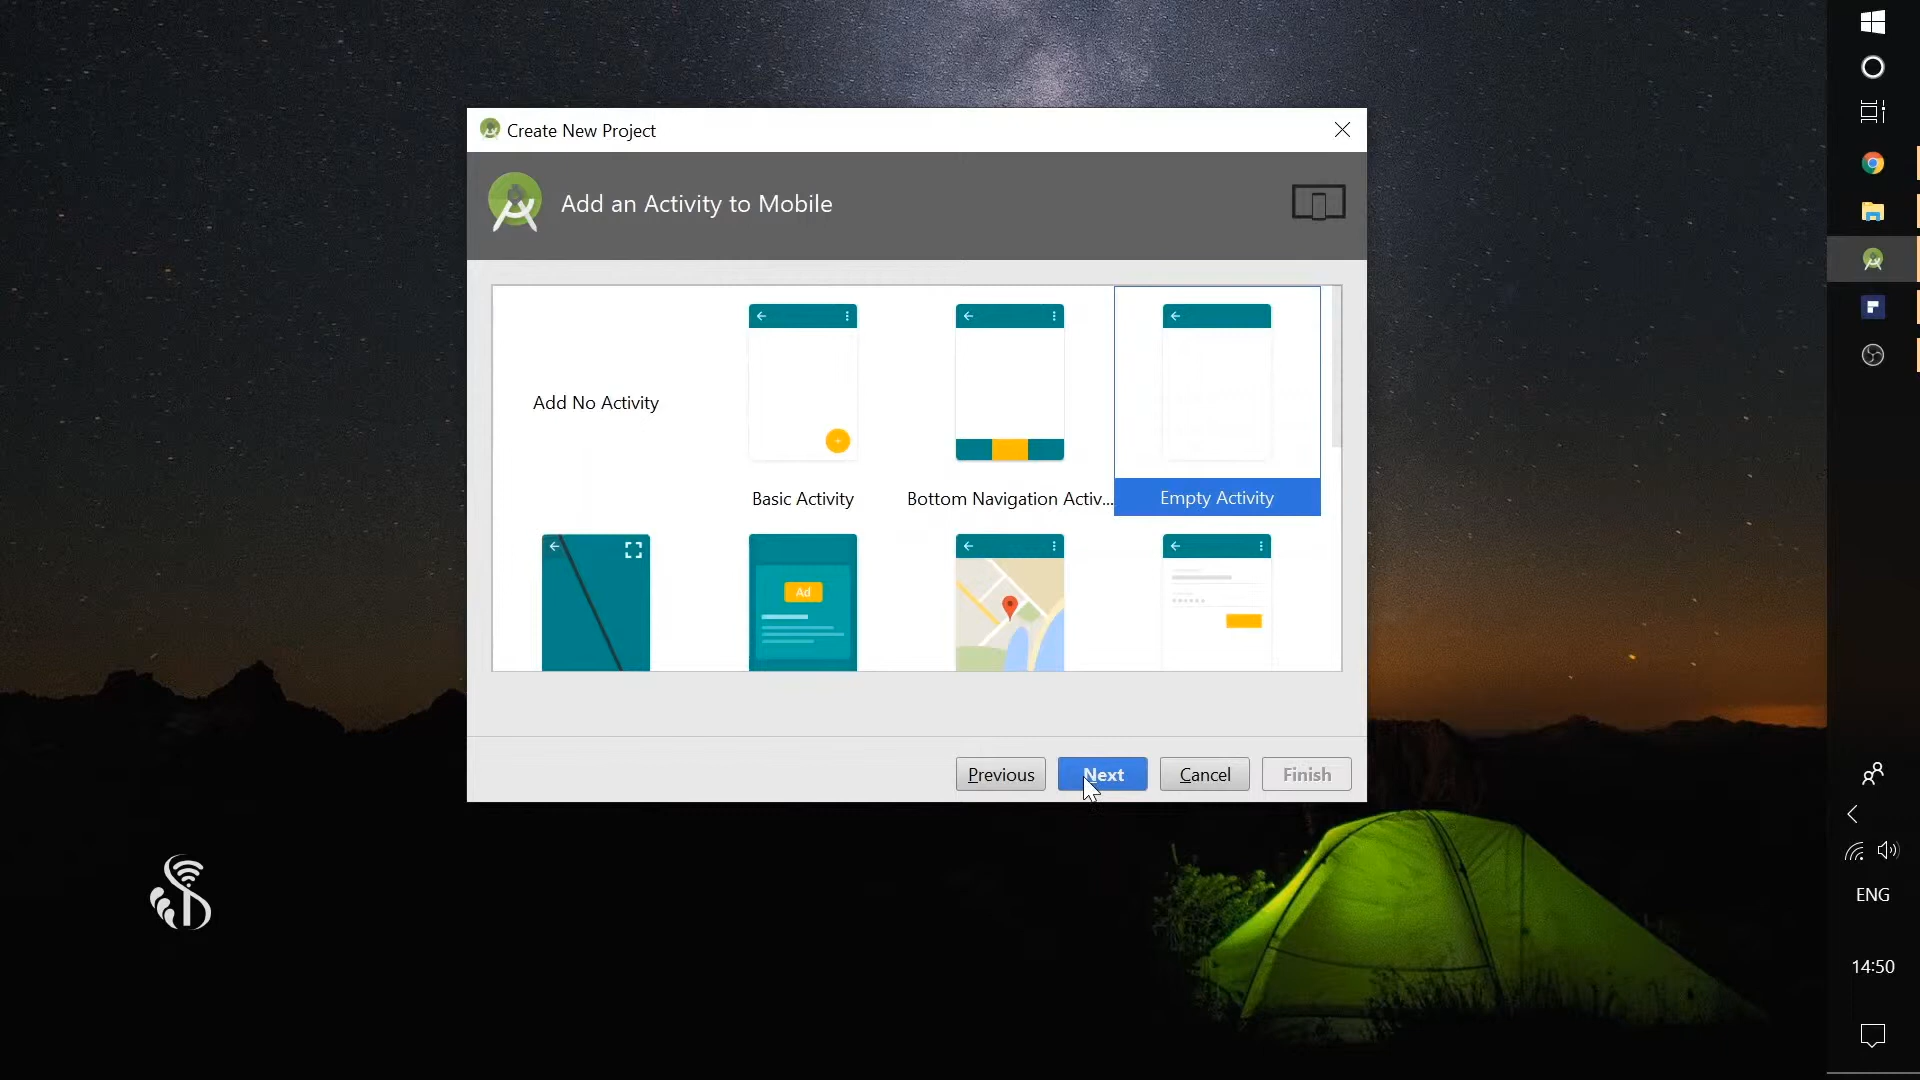 Create New Project
Add an Activity to Mobile
Add No Activity
Basic Activity
Bottom Navigation Activ...
Empty Activity
Ad
Previous
Next
Cancel
Finish
ENG
14:50